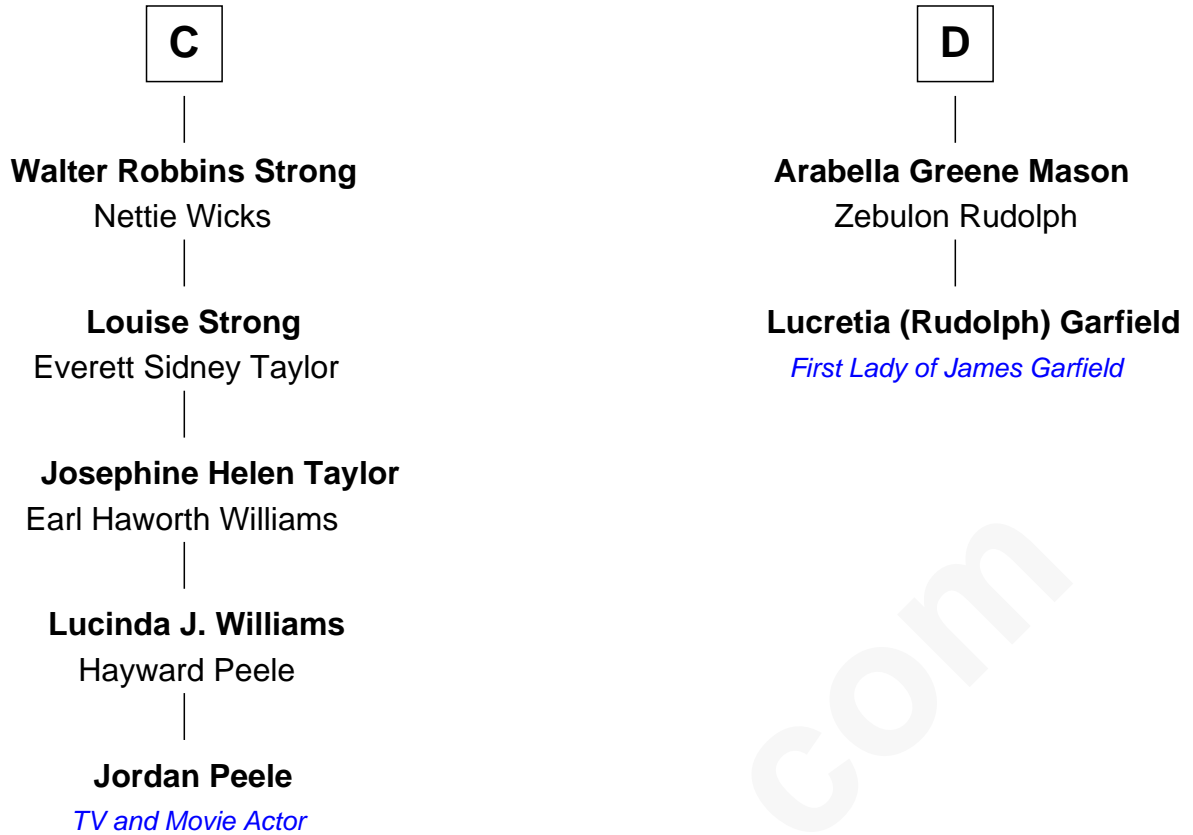 C
Walter Robbins Strong
Nettie Wicks
Louise Strong
Everett Sidney Taylor
Josephine Helen Taylor
Earl Haworth Williams
Lucinda J. Williams
Hayward Peele
Jordan Peele
TV and Movie Actor
D
Arabella Greene Mason
Zebulon Rudolph
Lucretia (Rudolph) Garfield
First Lady of James Garfield
com